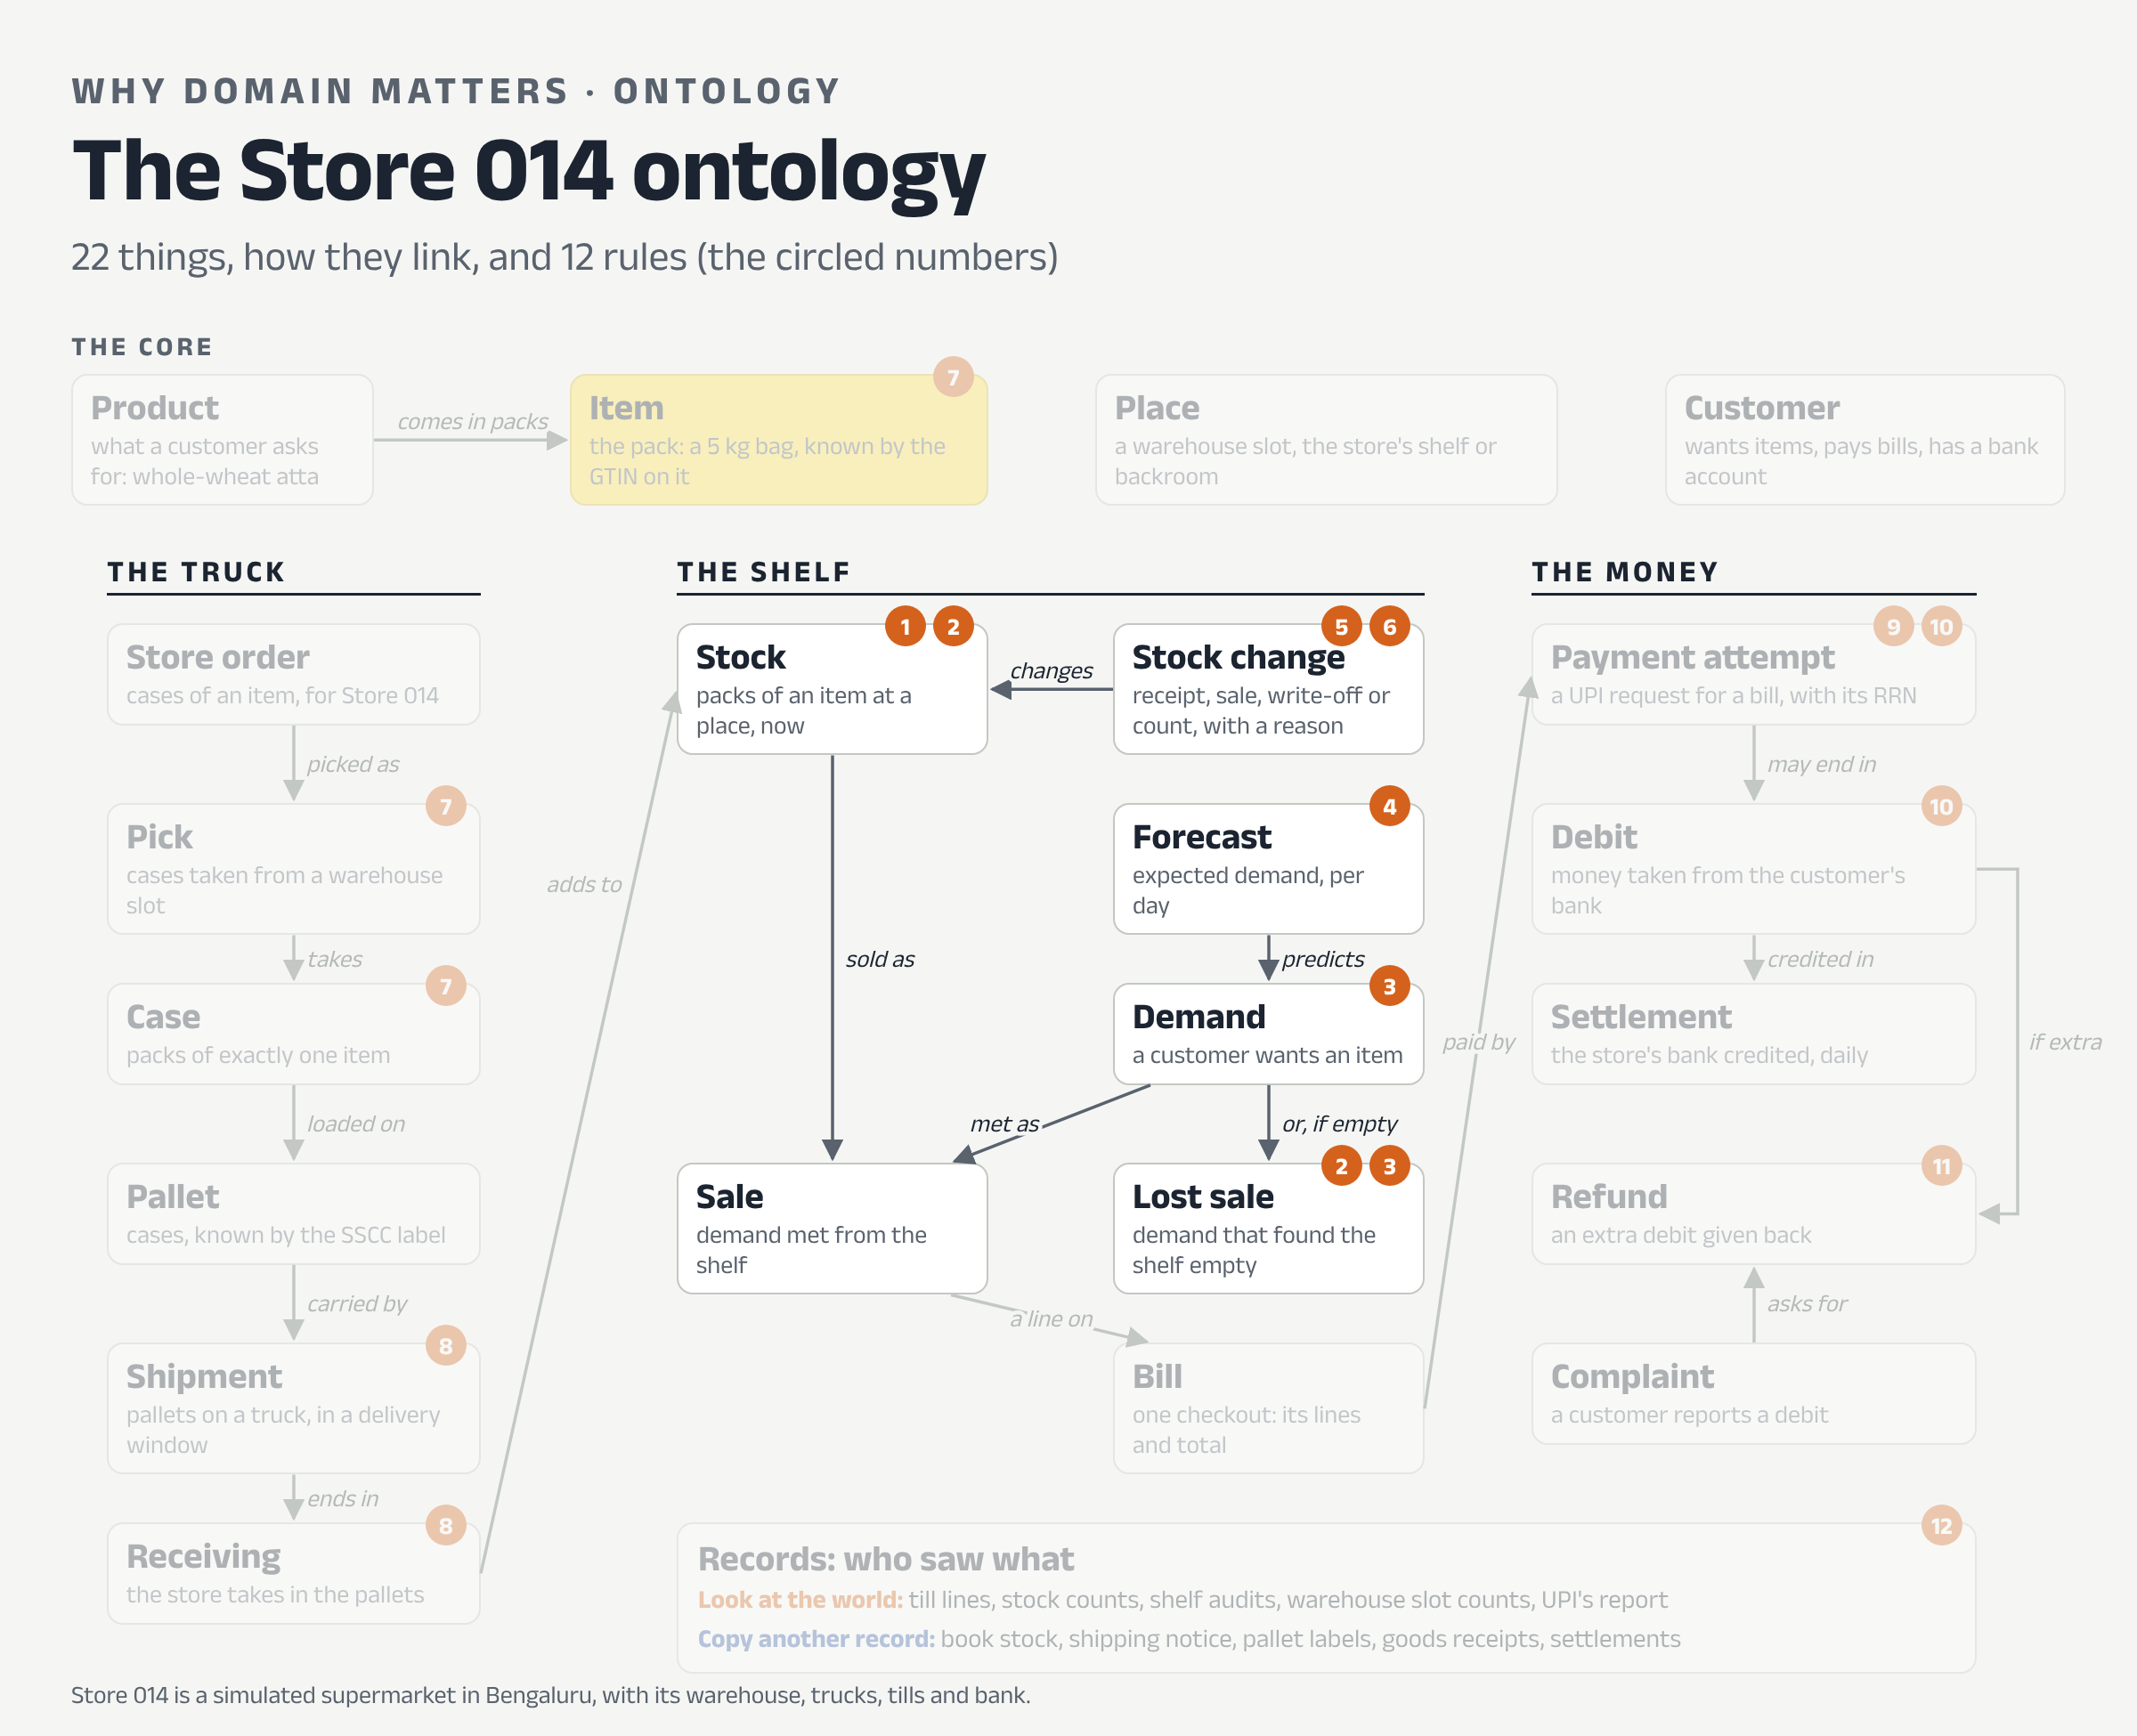 WHY DOMAIN MATTERS · ONTOLOGY
The Store 014 ontology
22 things, how they link, and 12 rules (the circled numbers)
THE CORE
Product
what a customer asks
for: whole-wheat atta
comes in packs
7
Item
the pack: a 5 kg bag, known by the
GTIN on it
Place
a warehouse slot, the store's shelf or
backroom
Customer
wants items, pays bills, has a bank
account
THE TRUCK
Store order
cases of an item, for Store 014
picked as
7
Pick
cases taken from a warehouse
slot
takes
7
Case
packs of exactly one item
loaded on
Pallet
cases, known by the SSCC label
carried by
8
Shipment
pallets on a truck, in a delivery
window
ends in
8
Receiving
the store takes in the pallets
adds to
THE SHELF
1 2
Stock
packs of an item at a
place, now
changes
5 6
Stock change
receipt, sale, write-off or
count, with a reason
sold as
4
Forecast
expected demand, per
day
predicts
3
Demand
a customer wants an item
met as
or, if empty
Sale
demand met from the
shelf
2 3
Lost sale
demand that found the
shelf empty
a line on
Bill
one checkout: its lines
and total
paid by
THE MONEY
9 10
Payment attempt
a UPI request for a bill, with its RRN
may end in
10
Debit
money taken from the customer's
bank
credited in
if extra
Settlement
the store's bank credited, daily
11
Refund
an extra debit given back
asks for
Complaint
a customer reports a debit
12
Records: who saw what
Look at the world: till lines, stock counts, shelf audits, warehouse slot counts, UPI's report
Copy another record: book stock, shipping notice, pallet labels, goods receipts, settlements
Store 014 is a simulated supermarket in Bengaluru, with its warehouse, trucks, tills and bank.